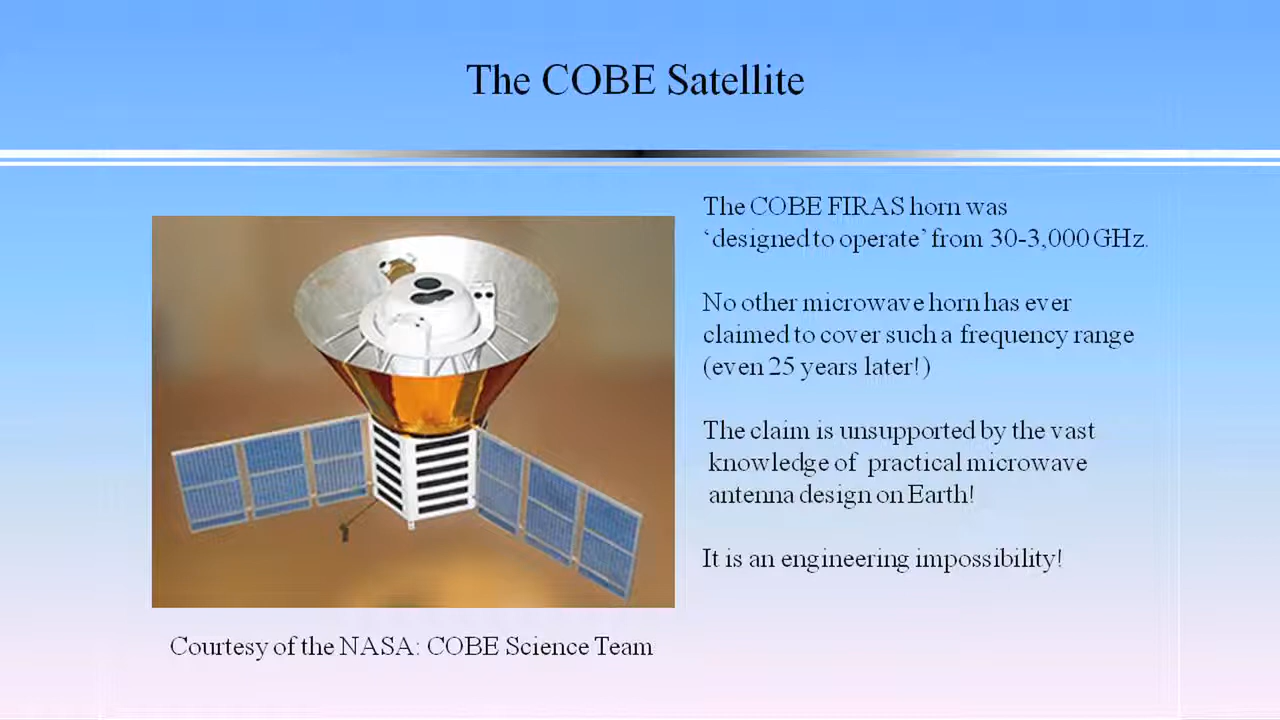 The COBE Satellite
The COBE FIRAS horn was
‘designed to operate’ from 30-3,000 GHz.
No other microwave horn has ever
claimed to cover such a frequency range
(even 25 years later!)
The claim is unsupported by the vast
knowledge of practical microwave
antenna design on Earth!
It is an engineering impossibility!
Courtesy of the NASA: COBE Science Team